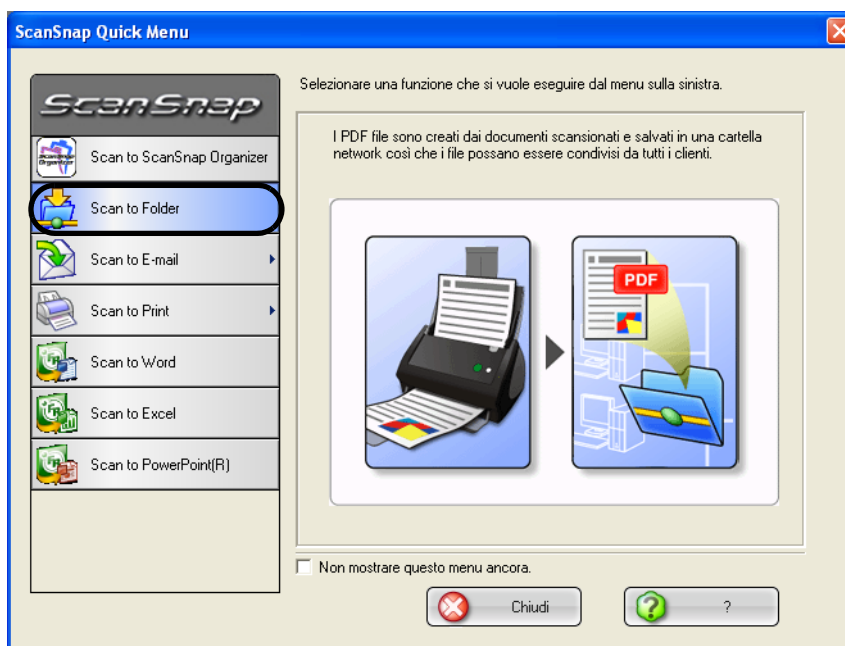 ScanSnap Quick Menu
ScanSnap
Selezionare una funzione che si vuole eseguire dal menu sulla sinistra.
Scan to ScanSnap Organizer
Scan to Folder
Scan to E-mail
Scan to Print
Scan to Word
Scan to Excel
Scan to PowerPoint(R)
I PDF file sono creati dai documenti scansionati e salvati in una cartella
network così che i file possano essere condivisi da tutti i clienti.
PDF
Non mostrare questo menu ancora.
Chiudi
?